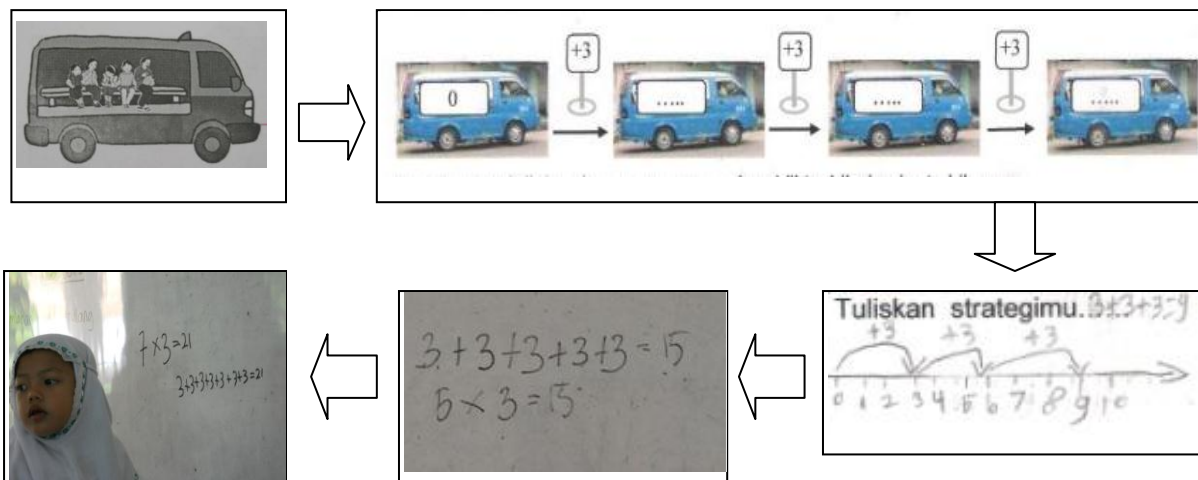 +3 +3 +3
0 ..... ..... .....
Tuliskan strategimu..3+3+3=9
+3 +3 +3
0 1 2 3 4 5 6 7 8 9 10
3+3+3+3+3=15
5×3=15
7×3=21
3+3+3+3+3+3+3=21